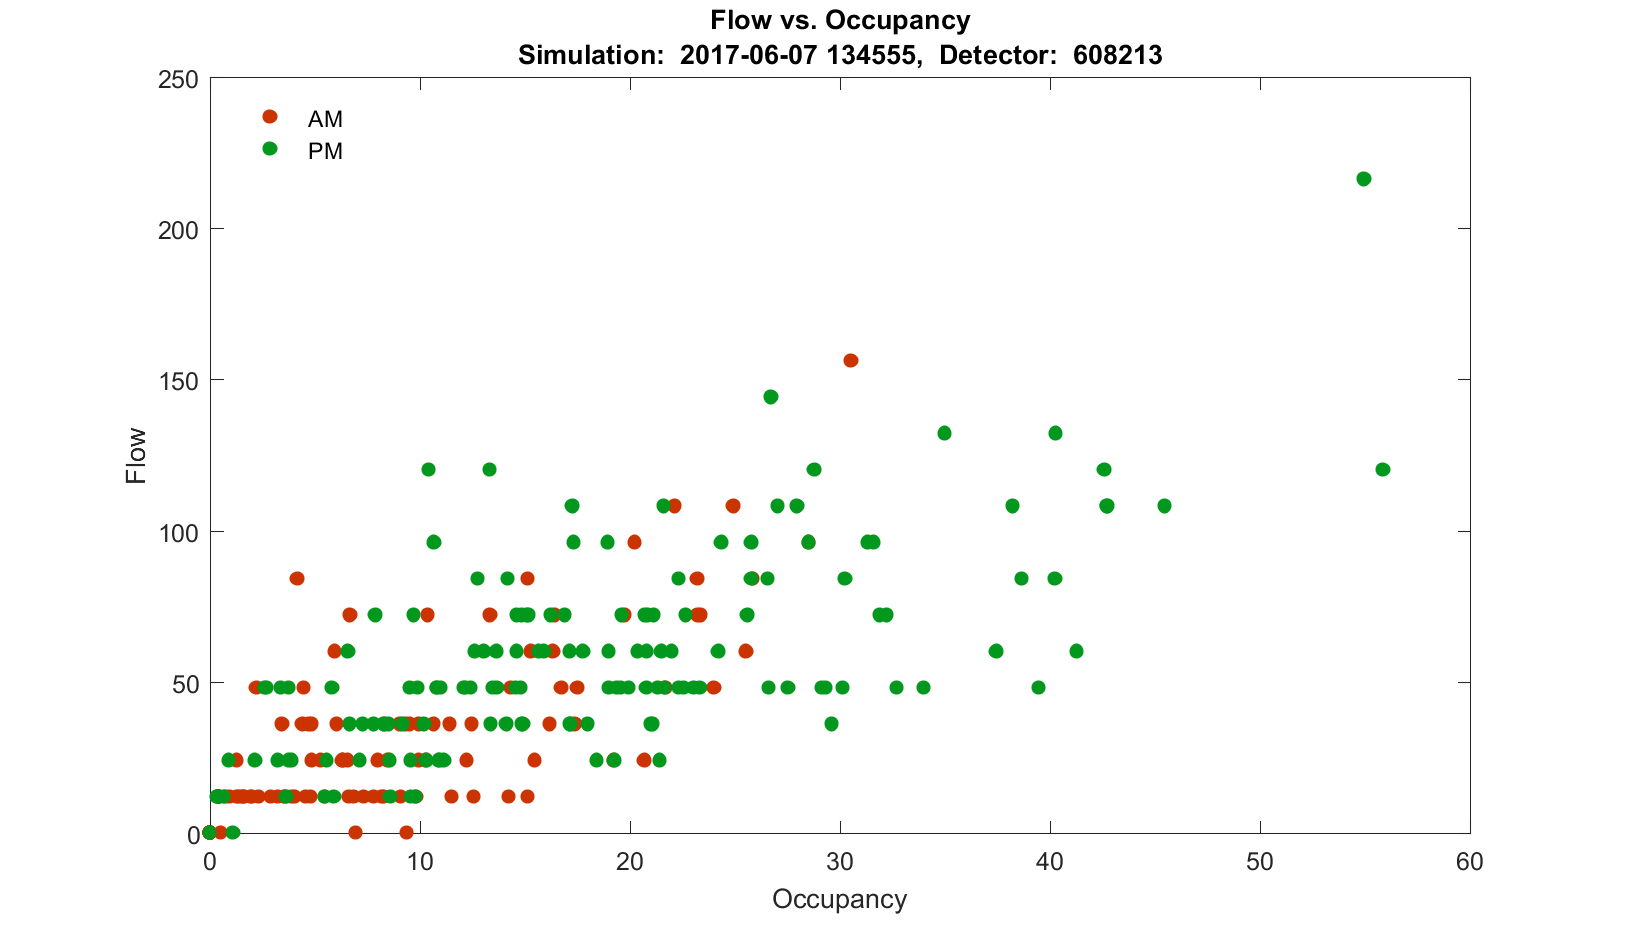 Flow vs. Occupancy
Simulation:  2017-06-07 134555,  Detector:  608213
250
200
150
100
50
0
Flow
AM
PM
0 10 20 30 40 50 60
Occupancy